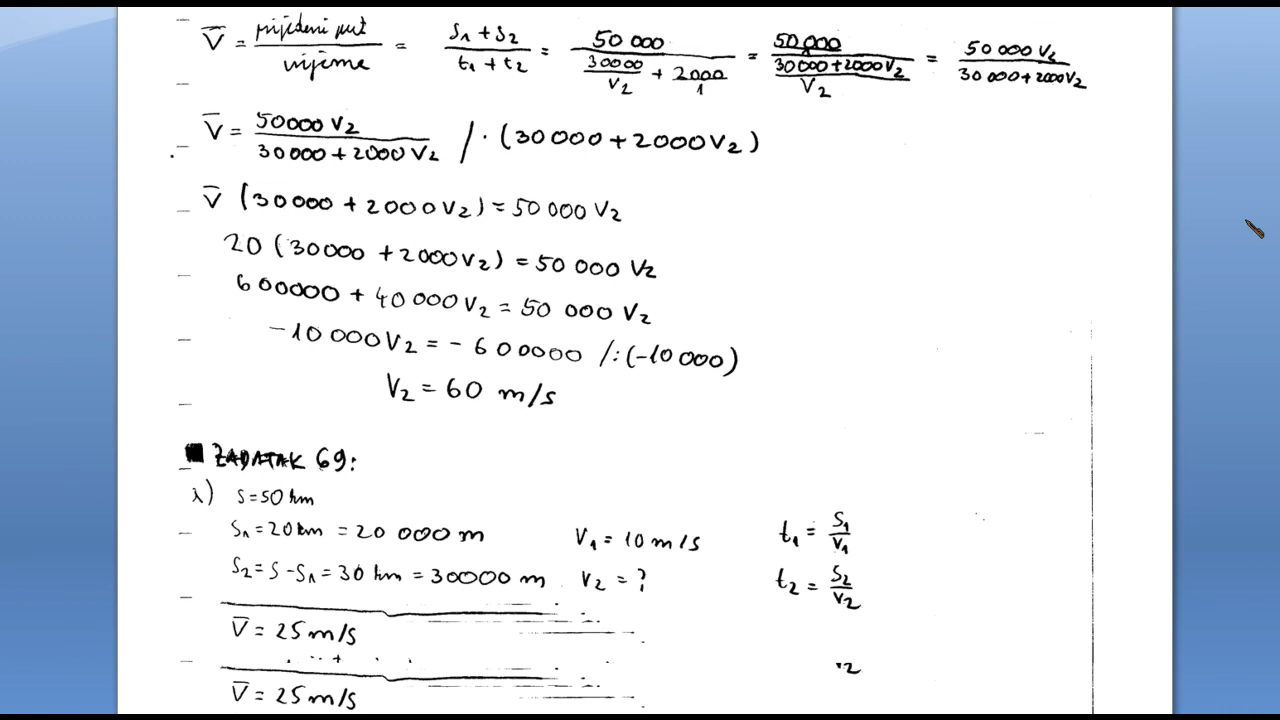 V̄ = prijeđeni put / vrijeme = (S₁ + S₂) / (t₁ + t₂) = 50 000 / (30000/V₂ + 2000/1) = 50 000 / ((30000 + 2000V₂)/V₂) = 50 000 V₂ / (30 000 + 2000V₂)
V̄ = 50000 V₂ / (30000 + 2000 V₂) / · (30 000 + 2000 V₂)
V̄ (30000 + 2000 V₂) = 50 000 V₂
20 (30000 + 2000 V₂) = 50 000 V₂
600000 + 40 000 V₂ = 50 000 V₂
-10 000 V₂ = - 600000 /:(-10 000)
V₂ = 60 m/s
ZADATAK 69:
S = 50 km
S₁ = 20 km = 20 000 m V₁ = 10 m/s t₁ = S₁/V₁
S₂ = S - S₁ = 30 km = 30000 m V₂ = ? t₂ = S₂/V₂
V̄ = 25 m/s
V̄ = 25 m/s